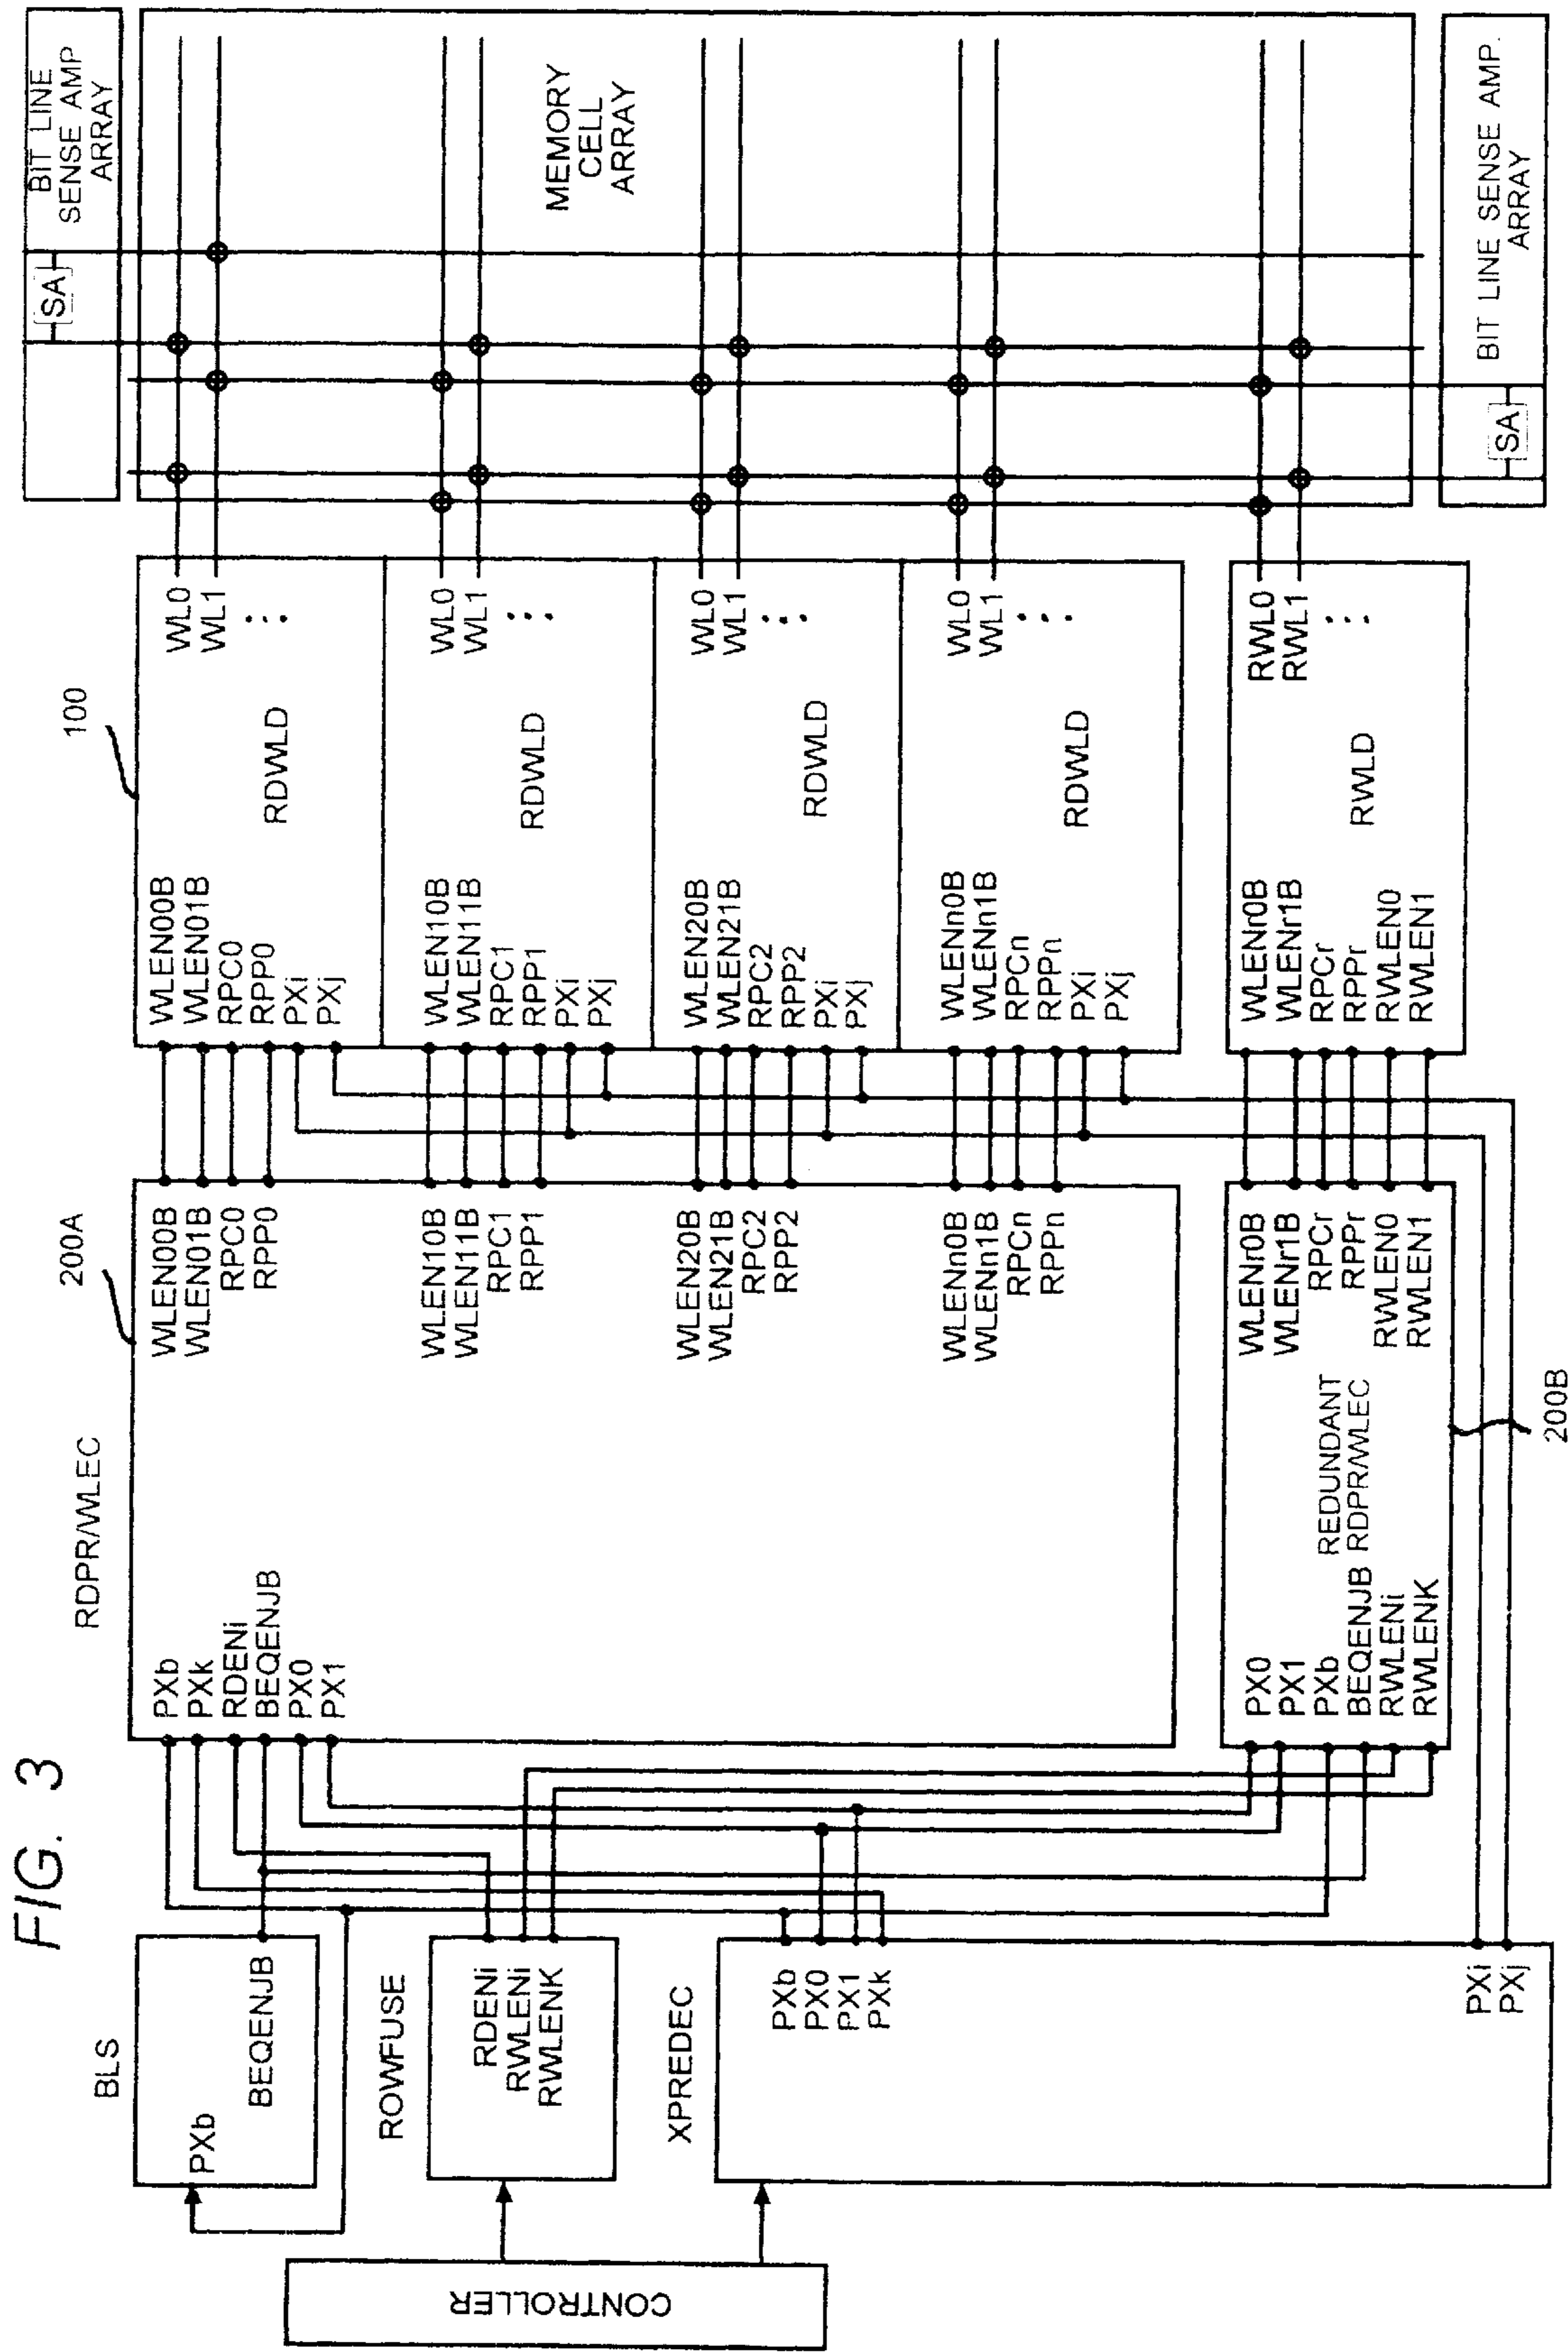 FIG. 3
CONTROLLER
BLS
PXb
BEQENJB
ROWFUSE
RDENi
RWLENi
RWLENK
XPREDEC
PXb
PX0
PX1
PXk
PXi
PXj
RDPR/WLEC
200A
PXb
PXk
RDENi
BEQENJB
PX0
PX1
WLEN00B
WLEN01B
RPC0
RPP0
WLEN10B
WLEN11B
RPC1
RPP1
WLEN20B
WLEN21B
RPC2
RPP2
WLENn0B
WLENn1B
RPCn
RPPn
PX0
PX1
PXb
BEQENJB
RWLENi
RWLENK
REDUNDANT
RDPR/WLEC
WLENr0B
WLENr1B
RPCr
RPPr
RWLEN0
RWLEN1
200B
100
WLEN00B
WLEN01B
RPC0
RPP0
PXi
PXj
RDWLD
WL0
WL1
WLEN10B
WLEN11B
RPC1
RPP1
PXi
PXj
RDWLD
WL0
WL1
WLEN20B
WLEN21B
RPC2
RPP2
PXi
PXj
RDWLD
WL0
WL1
WLENn0B
WLENn1B
RPCn
RPPn
PXi
PXj
RDWLD
WL0
WL1
WLENr0B
WLENr1B
RPCr
RPPr
RWLEN0
RWLEN1
RWLD
RWL0
RWL1
BIT LINE
SENSE AMP
ARRAY
SA
MEMORY
CELL
ARRAY
SA
BIT LINE SENSE AMP.
ARRAY